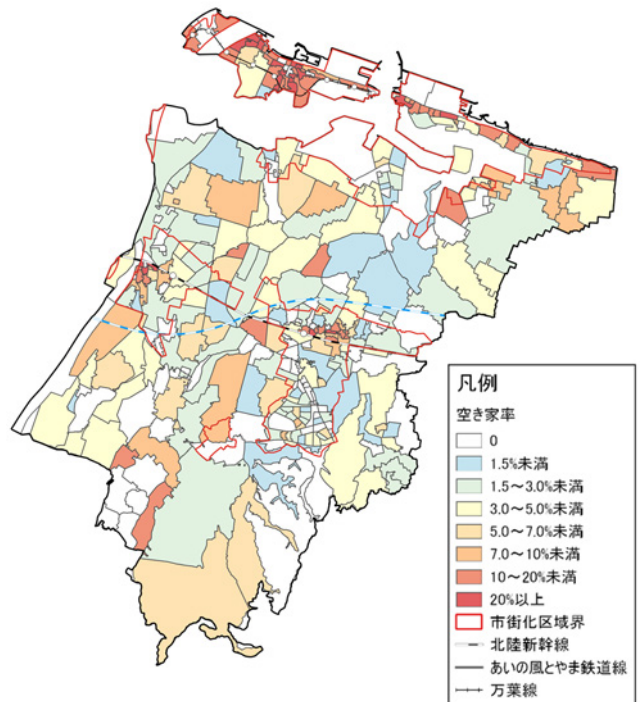 凡例
空き家率
0
1.5%未満
1.5～3.0%未満
3.0～5.0%未満
5.0～7.0%未満
7.0～10%未満
10～20%未満
20%以上
市街化区域界
北陸新幹線
あいの風とやま鉄道線
万葉線